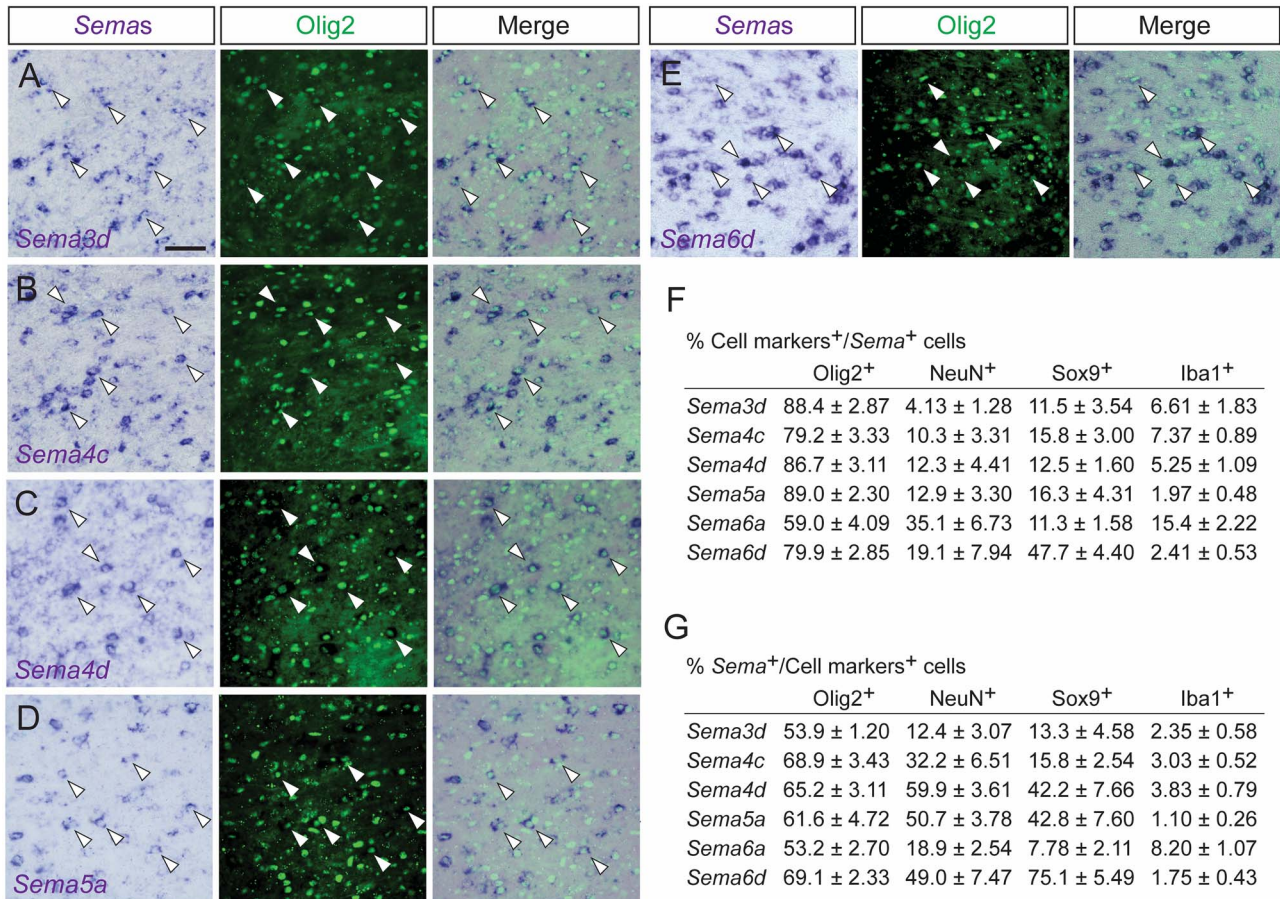 Semas Olig2 Merge
A
Sema3d
B
Sema4c
C
Sema4d
D
Sema5a
Semas Olig2 Merge
E
Sema6d
F
% Cell markers⁺/Sema⁺ cells
Olig2⁺ NeuN⁺ Sox9⁺ Iba1⁺
Sema3d 88.4 ± 2.87 4.13 ± 1.28 11.5 ± 3.54 6.61 ± 1.83
Sema4c 79.2 ± 3.33 10.3 ± 3.31 15.8 ± 3.00 7.37 ± 0.89
Sema4d 86.7 ± 3.11 12.3 ± 4.41 12.5 ± 1.60 5.25 ± 1.09
Sema5a 89.0 ± 2.30 12.9 ± 3.30 16.3 ± 4.31 1.97 ± 0.48
Sema6a 59.0 ± 4.09 35.1 ± 6.73 11.3 ± 1.58 15.4 ± 2.22
Sema6d 79.9 ± 2.85 19.1 ± 7.94 47.7 ± 4.40 2.41 ± 0.53
G
% Sema⁺/Cell markers⁺ cells
Olig2⁺ NeuN⁺ Sox9⁺ Iba1⁺
Sema3d 53.9 ± 1.20 12.4 ± 3.07 13.3 ± 4.58 2.35 ± 0.58
Sema4c 68.9 ± 3.43 32.2 ± 6.51 15.8 ± 2.54 3.03 ± 0.52
Sema4d 65.2 ± 3.11 59.9 ± 3.61 42.2 ± 7.66 3.83 ± 0.79
Sema5a 61.6 ± 4.72 50.7 ± 3.78 42.8 ± 7.60 1.10 ± 0.26
Sema6a 53.2 ± 2.70 18.9 ± 2.54 7.78 ± 2.11 8.20 ± 1.07
Sema6d 69.1 ± 2.33 49.0 ± 7.47 75.1 ± 5.49 1.75 ± 0.43